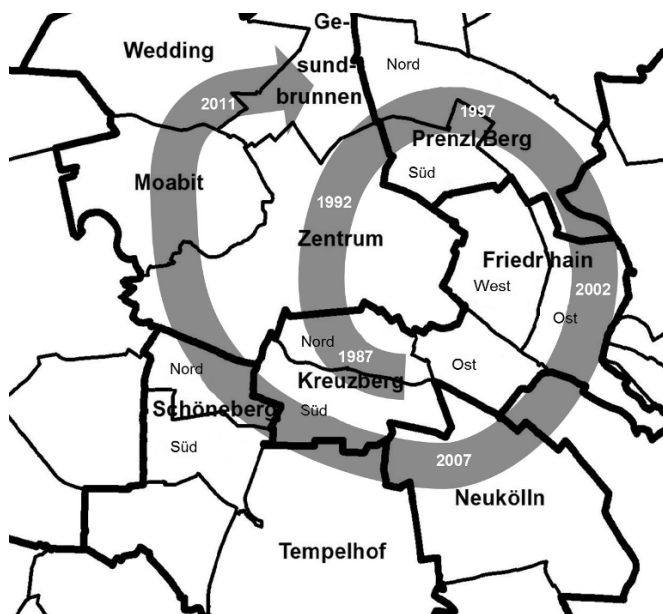 Ge-
Wedding
sund-
Nord
brunnen
2011
1997
Prenzl.Berg
Süd
Moabit
1992
Zentrum
Friedr'hain
West
2002
Ost
Nord
1987
Ost
Nord
Kreuzberg
Schöneberg
Süd
Süd
2007
Neukölln
Tempelhof